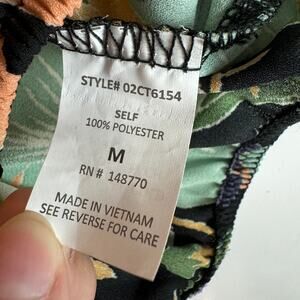 STYLE# 02CT6154
SELF
100% POLYESTER
M
RN # 148770
MADE IN VIETNAM
SEE REVERSE FOR CARE